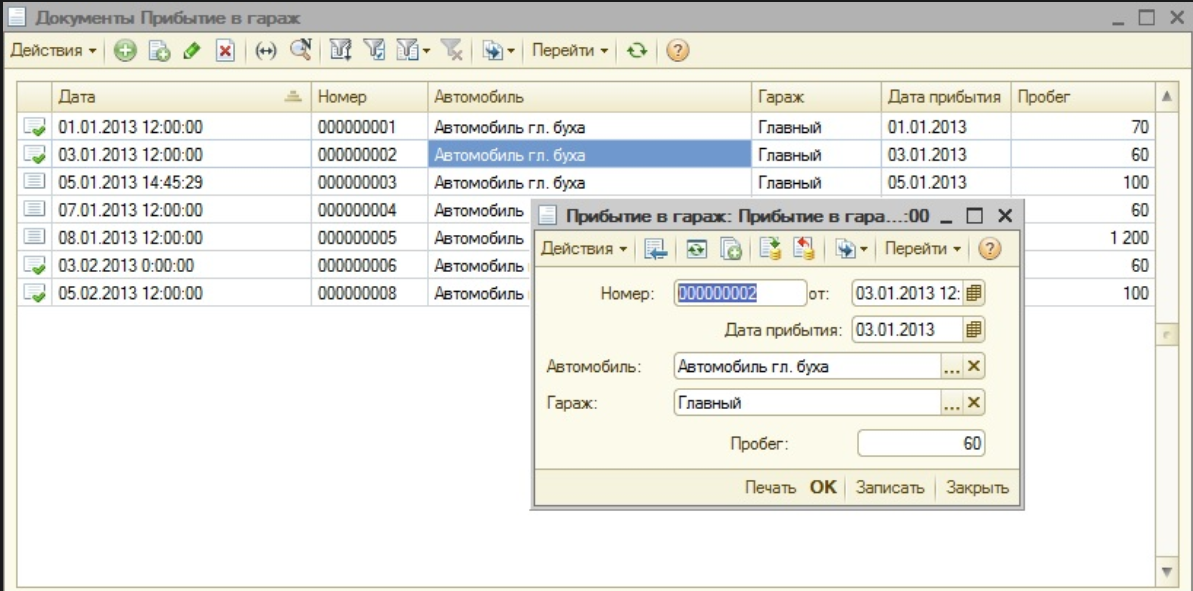 Документы Прибытие в гараж
Действия Перейти
Дата Номер Автомобиль Гараж Дата прибытия Пробег
01.01.2013 12:00:00 000000001 Автомобиль гл. буха Главный 01.01.2013 70
03.01.2013 12:00:00 000000002 Автомобиль гл. буха Главный 03.01.2013 60
05.01.2013 14:45:29 000000003 Автомобиль гл. буха Главный 05.01.2013 100
07.01.2013 12:00:00 000000004 Автомобиль 60
08.01.2013 12:00:00 000000005 Автомобиль 1 200
03.02.2013 0:00:00 000000006 Автомобиль 60
05.02.2013 12:00:00 000000008 Автомобиль 100
Прибытие в гараж: Прибытие в гара...:00
Действия Перейти
Номер: 000000002 от: 03.01.2013 12:
Дата прибытия: 03.01.2013
Автомобиль: Автомобиль гл. буха ...
Гараж: Главный ...
Пробег: 60
Печать OK Записать Закрыть